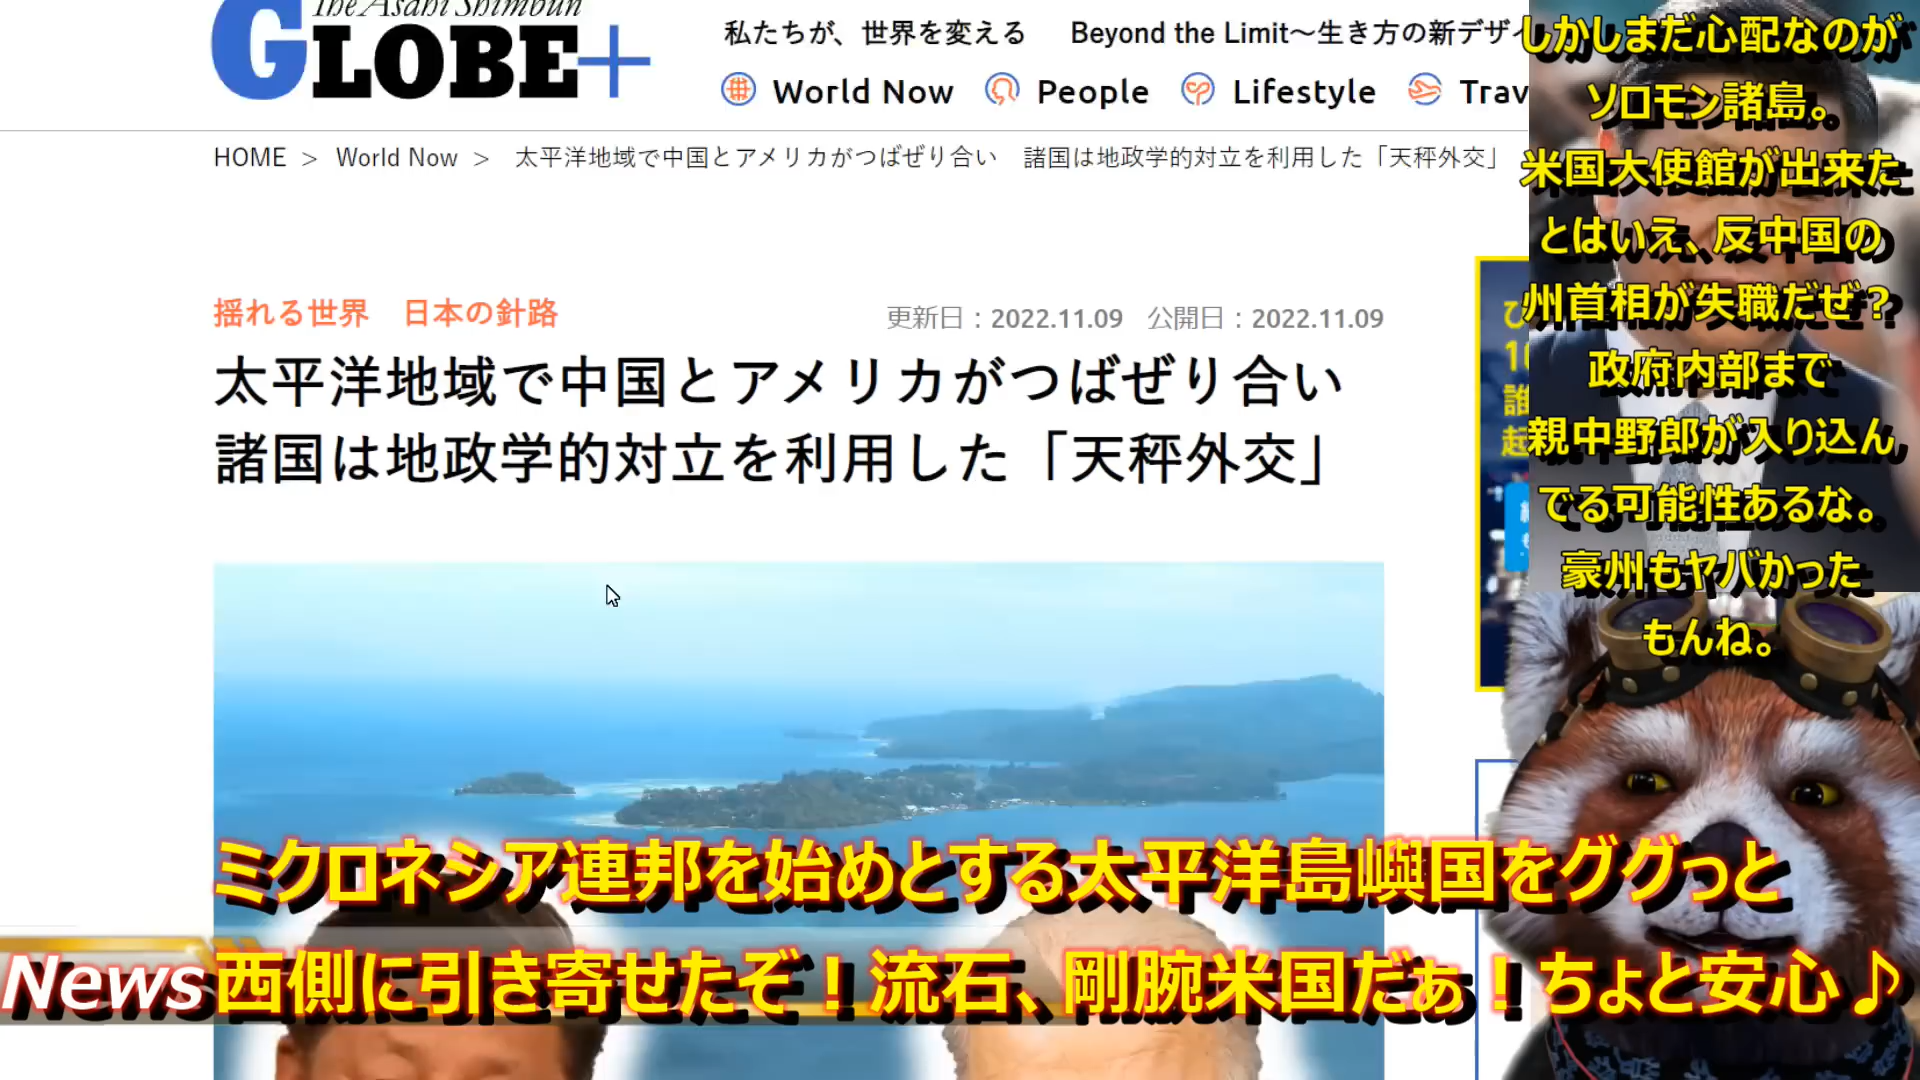 The Asahi Shimbun
GLOBE+
私たちが、世界を変える Beyond the Limit～生き方の新デザイ
World Now People Lifestyle Trav
HOME > World Now > 太平洋地域で中国とアメリカがつばぜり合い 諸国は地政学的対立を利用した「天秤外交」
揺れる世界 日本の針路
更新日：2022.11.09 公開日：2022.11.09
太平洋地域で中国とアメリカがつばぜり合い
諸国は地政学的対立を利用した「天秤外交」
しかしまだ心配なのが
ソロモン諸島。
米国大使館が出来た
とはいえ、反中国の
州首相が失職だぜ？
政府内部まで
親中野郎が入り込ん
でる可能性あるな。
豪州もヤバかった
もんね。
ミクロネシア連邦を始めとする太平洋島嶼国をググっと
News 西側に引き寄せたぞ！流石、剛腕米国だぁ！ちょと安心♪